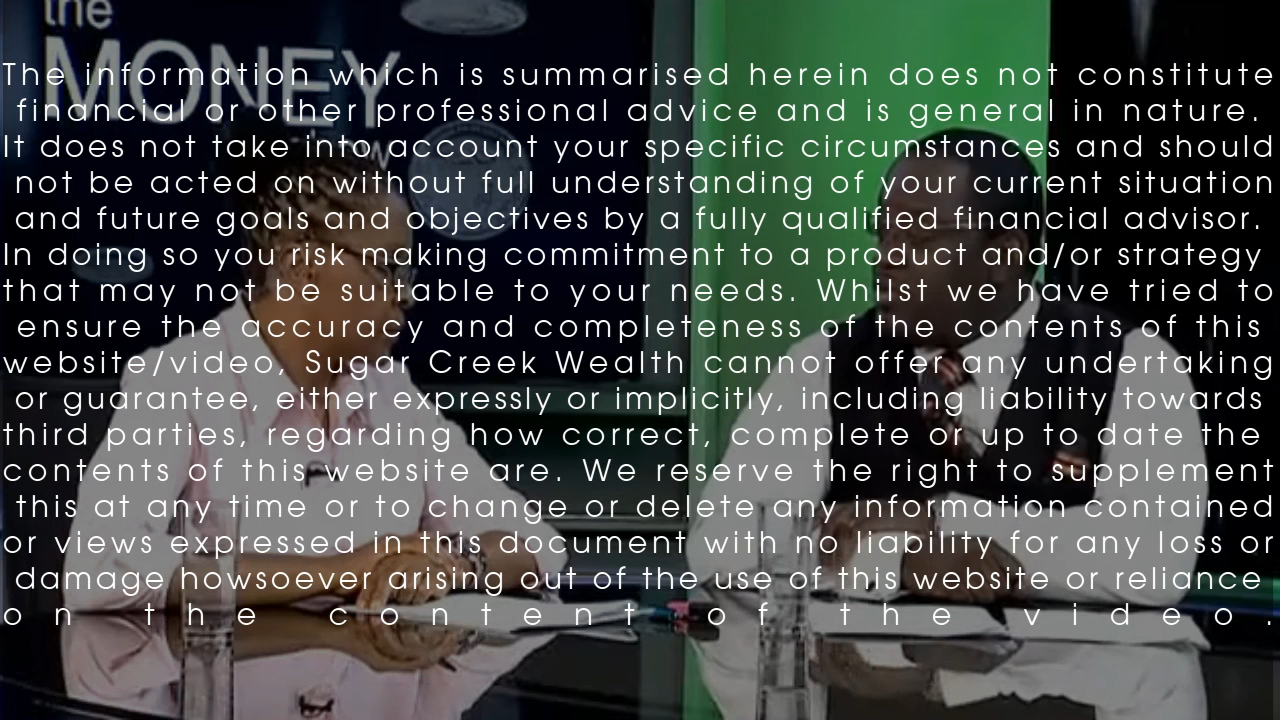 the
MONEY
The information which is summarised herein does not constitute
financial or other professional advice and is general in nature.
It does not take into account your specific circumstances and should
not be acted on without full understanding of your current situation
and future goals and objectives by a fully qualified financial advisor.
In doing so you risk making commitment to a product and/or strategy
that may not be suitable to your needs. Whilst we have tried to
ensure the accuracy and completeness of the contents of this
website/video, Sugar Creek Wealth cannot offer any undertaking
or guarantee, either expressly or implicitly, including liability towards
third parties, regarding how correct, complete or up to date the
contents of this website are. We reserve the right to supplement
this at any time or to change or delete any information contained
or views expressed in this document with no liability for any loss or
damage howsoever arising out of the use of this website or reliance
on the content of the video.